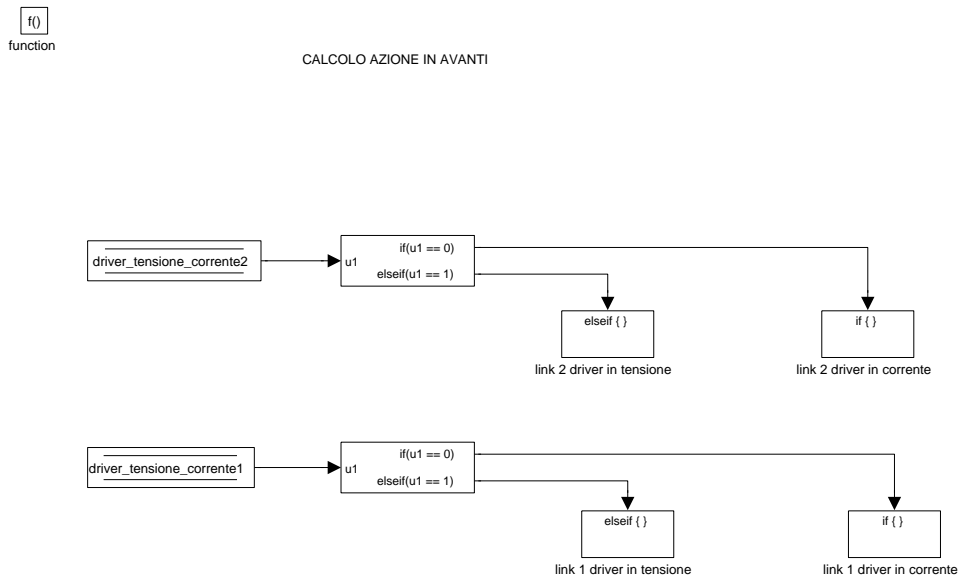 f()
function
CALCOLO AZIONE IN AVANTI
driver_tensione_corrente2
u1
if(u1 == 0)
elseif(u1 == 1)
elseif { }
link 2 driver in tensione
if { }
link 2 driver in corrente
driver_tensione_corrente1
u1
if(u1 == 0)
elseif(u1 == 1)
elseif { }
link 1 driver in tensione
if { }
link 1 driver in corrente